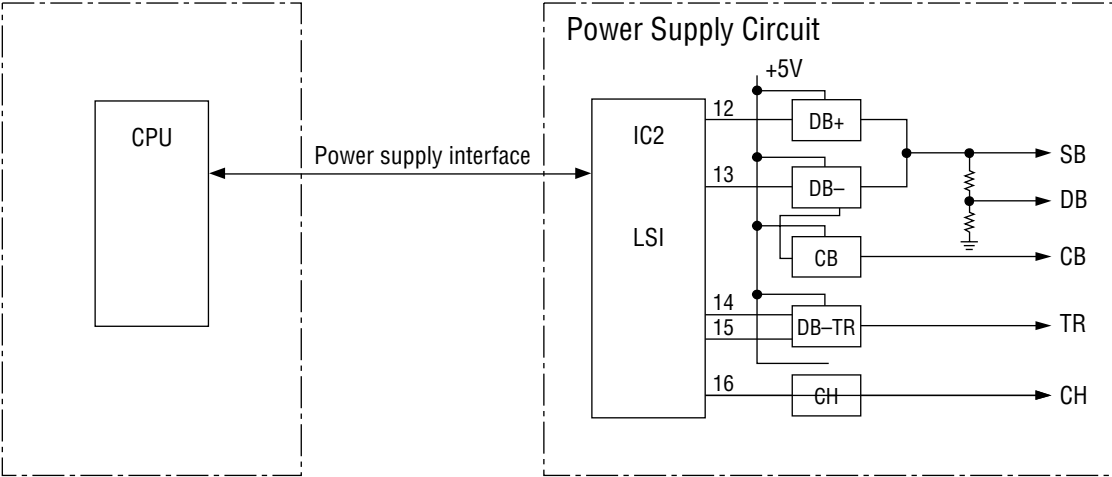 Power Supply Circuit
+5V
CPU
Power supply interface
IC2
LSI
12
DB+
13
DB–
CB
14
15
DB–TR
16
CH
SB
DB
CB
TR
CH